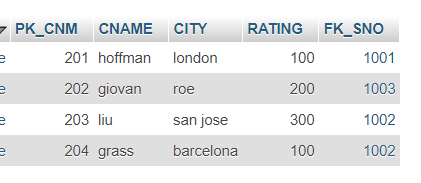 PK_CNM CNAME CITY RATING FK_SNO
e 201 hoffman london 100 1001
e 202 giovan roe 200 1003
e 203 liu san jose 300 1002
e 204 grass barcelona 100 1002